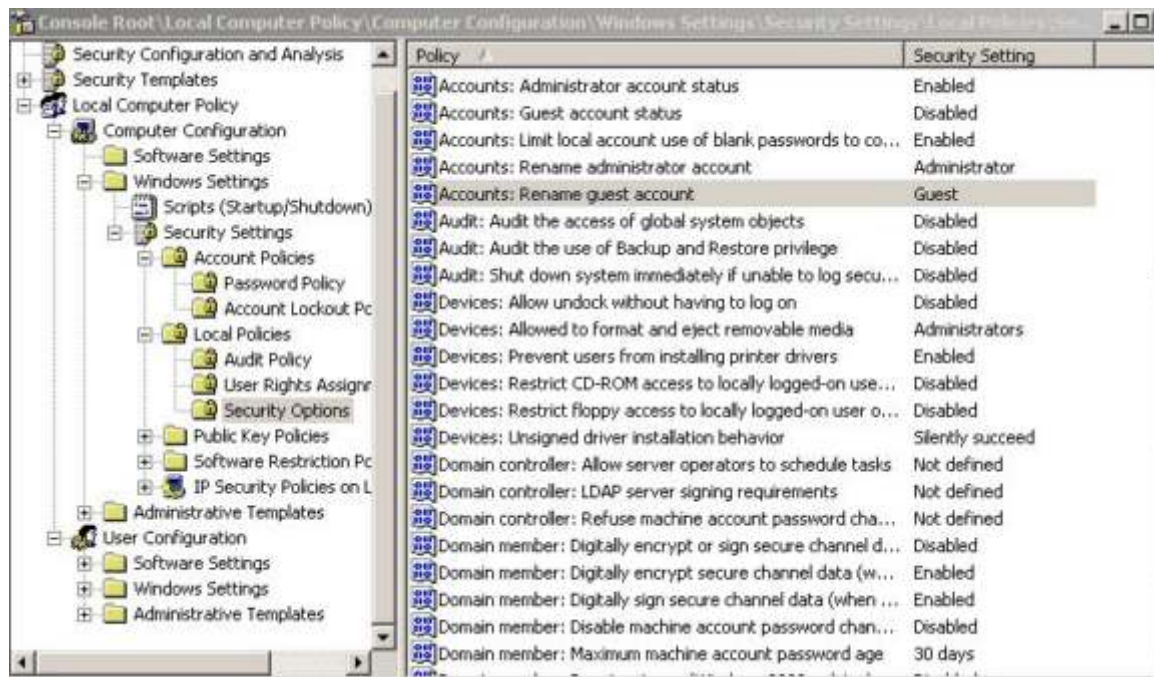 Console Root\Local Computer Policy\Computer Configuration\Windows Settings\Security Settings\Local Policies\Se...
Security Configuration and Analysis
Security Templates
Local Computer Policy
Computer Configuration
Software Settings
Windows Settings
Scripts (Startup/Shutdown)
Security Settings
Account Policies
Password Policy
Account Lockout Pc
Local Policies
Audit Policy
User Rights Assignr
Security Options
Public Key Policies
Software Restriction Pc
IP Security Policies on L
Administrative Templates
User Configuration
Software Settings
Windows Settings
Administrative Templates
Policy Security Setting
Accounts: Administrator account status Enabled
Accounts: Guest account status Disabled
Accounts: Limit local account use of blank passwords to co... Enabled
Accounts: Rename administrator account Administrator
Accounts: Rename guest account Guest
Audit: Audit the access of global system objects Disabled
Audit: Audit the use of Backup and Restore privilege Disabled
Audit: Shut down system immediately if unable to log secu... Disabled
Devices: Allow undock without having to log on Disabled
Devices: Allowed to format and eject removable media Administrators
Devices: Prevent users from installing printer drivers Enabled
Devices: Restrict CD-ROM access to locally logged-on use... Disabled
Devices: Restrict floppy access to locally logged-on user o... Disabled
Devices: Unsigned driver installation behavior Silently succeed
Domain controller: Allow server operators to schedule tasks Not defined
Domain controller: LDAP server signing requirements Not defined
Domain controller: Refuse machine account password cha... Not defined
Domain member: Digitally encrypt or sign secure channel d... Disabled
Domain member: Digitally encrypt secure channel data (w... Enabled
Domain member: Digitally sign secure channel data (when ... Enabled
Domain member: Disable machine account password chan... Disabled
Domain member: Maximum machine account password age 30 days